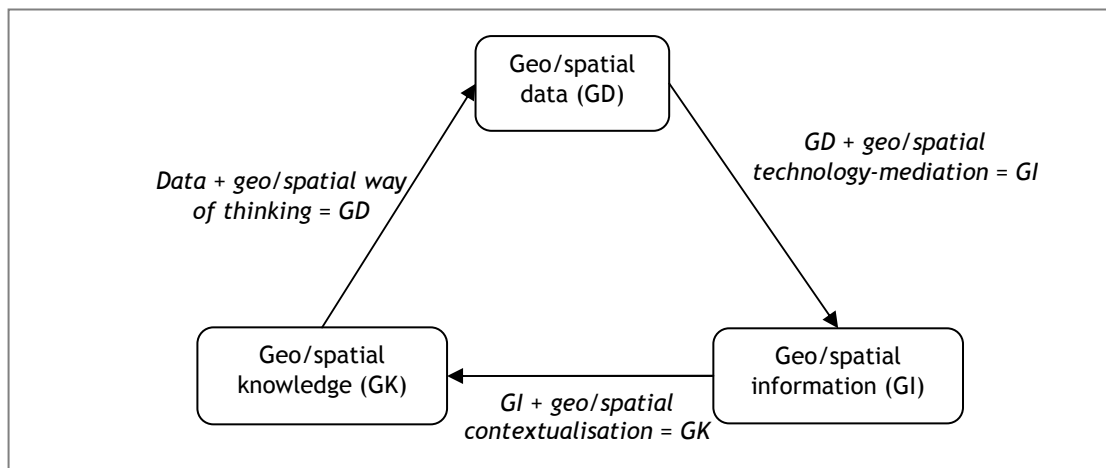 Geo/spatial
data (GD)
GD + geo/spatial
technology-mediation = GI
Data + geo/spatial way
of thinking = GD
Geo/spatial
knowledge (GK)
Geo/spatial
information (GI)
GI + geo/spatial
contextualisation = GK